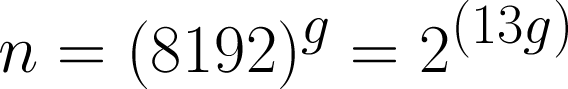 n = (8192)^g = 2^(13g)